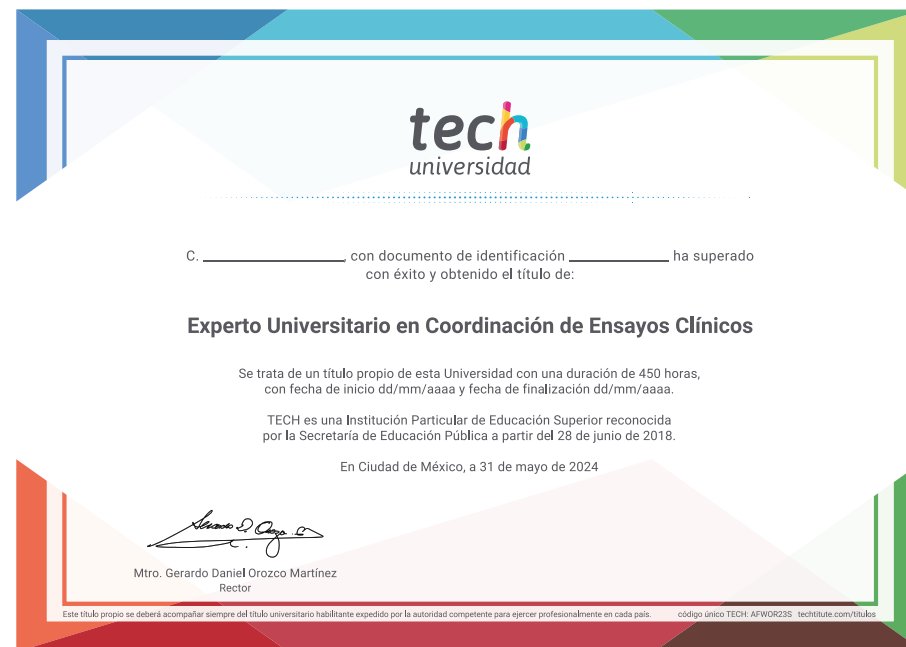 tech
universidad
C. ____________________, con documento de identificación ______________ ha superado
con éxito y obtenido el título de:
Experto Universitario en Coordinación de Ensayos Clínicos
Se trata de un título propio de esta Universidad con una duración de 450 horas,
con fecha de inicio dd/mm/aaaa y fecha de finalización dd/mm/aaaa.
TECH es una Institución Particular de Educación Superior reconocida
por la Secretaría de Educación Pública a partir del 28 de junio de 2018.
En Ciudad de México, a 31 de mayo de 2024
Mtro. Gerardo Daniel Orozco Martínez
Rector
Este título propio se deberá acompañar siempre del título universitario habilitante expedido por la autoridad competente para ejercer profesionalmente en cada país. código único TECH: AFWOR23S techtitute.com/titulos